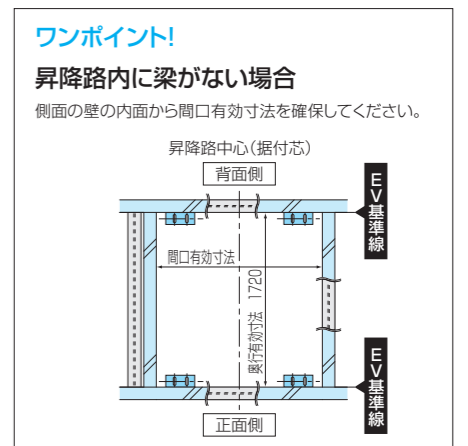 ワンポイント!
昇降路内に梁がない場合
側面の壁の内面から間口有効寸法を確保してください。
昇降路中心(据付芯)
背面側
EV基準線
間口有効寸法
奥行有効寸法 1720
EV基準線
正面側